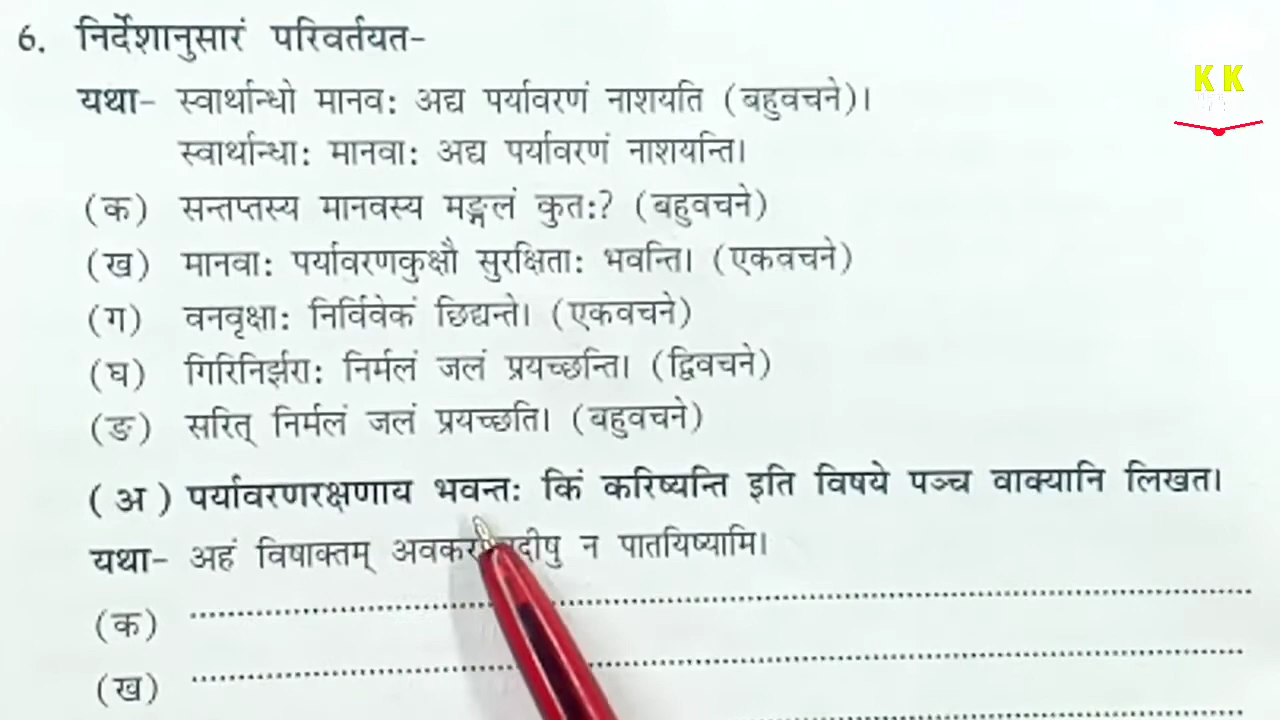 6. निर्देशानुसारं परिवर्तयत-
K K
यथा- स्वार्थान्धो मानव: अद्य पर्यावरणं नाशयति (बहुवचने)।
स्वार्थान्धा: मानवा: अद्य पर्यावरणं नाशयन्ति।
(क) सन्तप्तस्य मानवस्य मङ्गलं कुत:? (बहुवचने)
(ख) मानवा: पर्यावरणकुक्षौ सुरक्षिता: भवन्ति। (एकवचने)
(ग) वनवृक्षा: निर्विवेकं छिद्यन्ते। (एकवचने)
(घ) गिरिनिर्झरा: निर्मलं जलं प्रयच्छन्ति। (द्विवचने)
(ङ) सरित् निर्मलं जलं प्रयच्छति। (बहुवचने)
(अ) पर्यावरणरक्षणाय भवन्त: किं करिष्यन्ति इति विषये पञ्च वाक्यानि लिखत।
यथा- अहं विषाक्तम् न पातयिष्यामि।
(क)
(ख)